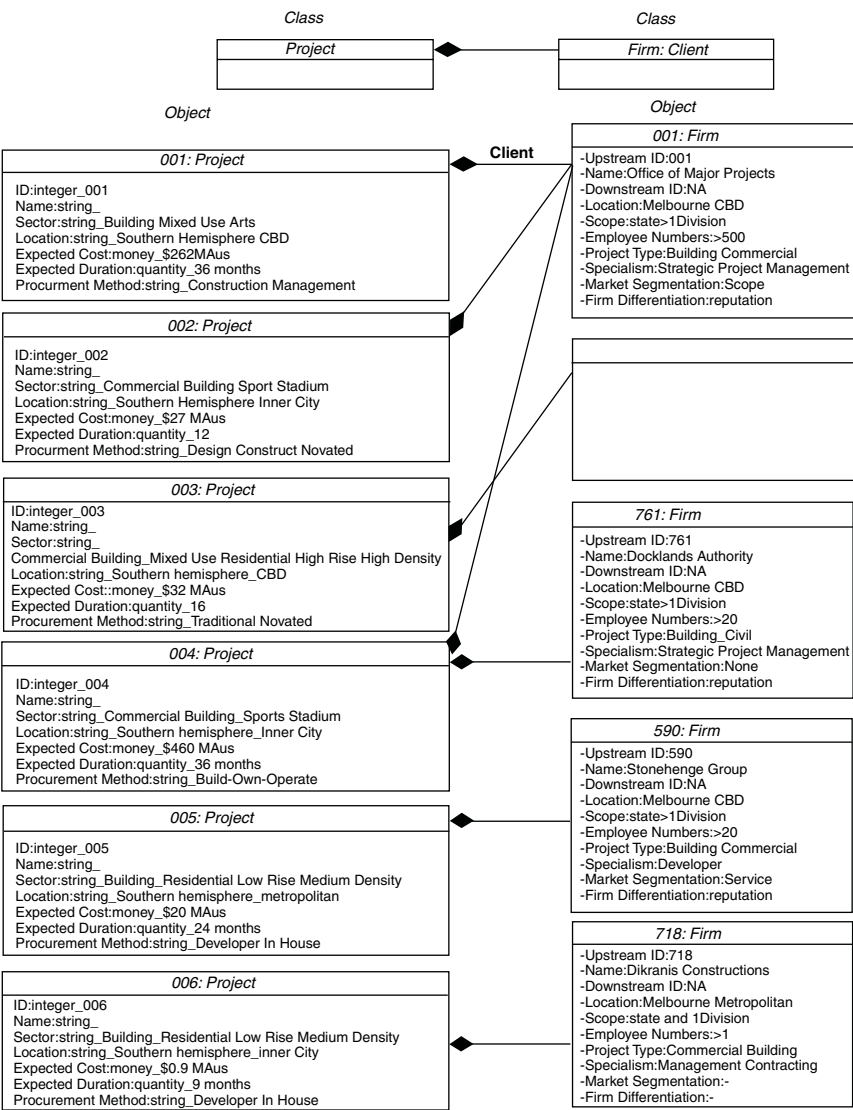 Class
Class
Project
Firm: Client
Object
Object
001: Project
ID:integer_001
Name:string_
Sector:string_Building Mixed Use Arts
Location:string_Southern Hemisphere CBD
Expected Cost:money_$262MAus
Expected Duration:quantity_36 months
Procurment Method:string_Construction Management
Client
001: Firm
-Upstream ID:001
-Name:Office of Major Projects
-Downstream ID:NA
-Location:Melbourne CBD
-Scope:state>1Division
-Employee Numbers:>500
-Project Type:Building Commercial
-Specialism:Strategic Project Management
-Market Segmentation:Scope
-Firm Differentiation:reputation
002: Project
ID:integer_002
Name:string_
Sector:string_Commercial Building Sport Stadium
Location:string_Southern Hemisphere Inner City
Expected Cost:money_$27 MAus
Expected Duration:quantity_12
Procurment Method:string_Design Construct Novated
003: Project
ID:integer_003
Name:string_
Sector:string_
Commercial Building_Mixed Use Residential High Rise High Density
Location:string_Southern hemisphere_CBD
Expected Cost::money_$32 MAus
Expected Duration:quantity_16
Procurement Method:string_Traditional Novated
761: Firm
-Upstream ID:761
-Name:Docklands Authority
-Downstream ID:NA
-Location:Melbourne CBD
-Scope:state>1Division
-Employee Numbers:>20
-Project Type:Building_Civil
-Specialism:Strategic Project Management
-Market Segmentation:None
-Firm Differentiation:reputation
004: Project
ID:integer_004
Name:string_
Sector:string_Commercial Building_Sports Stadium
Location:string_Southern hemisphere_Inner City
Expected Cost:money_$460 MAus
Expected Duration:quantity_36 months
Procurement Method:string_Build-Own-Operate
590: Firm
-Upstream ID:590
-Name:Stonehenge Group
-Downstream ID:NA
-Location:Melbourne CBD
-Scope:state>1Division
-Employee Numbers:>20
-Project Type:Building Commercial
-Specialism:Developer
-Market Segmentation:Service
-Firm Differentiation:reputation
005: Project
ID:integer_005
Name:string_
Sector:string_Building_Residential Low Rise Medium Density
Location:string_Southern hemisphere_metropolitan
Expected Cost:money_$20 MAus
Expected Duration:quantity_24 months
Procurement Method:string_Developer In House
718: Firm
-Upstream ID:718
-Name:Dikranis Constructions
-Downstream ID:NA
-Location:Melbourne Metropolitan
-Scope:state and 1Division
-Employee Numbers:>1
-Project Type:Commercial Building
-Specialism:Management Contracting
-Market Segmentation:-
-Firm Differentiation:-
006: Project
ID:integer_006
Name:string_
Sector:string_Building_Residential Low Rise Medium Density
Location:string_Southern hemisphere_inner City
Expected Cost:money_$0.9 MAus
Expected Duration:quantity_9 months
Procurement Method:string_Developer In House